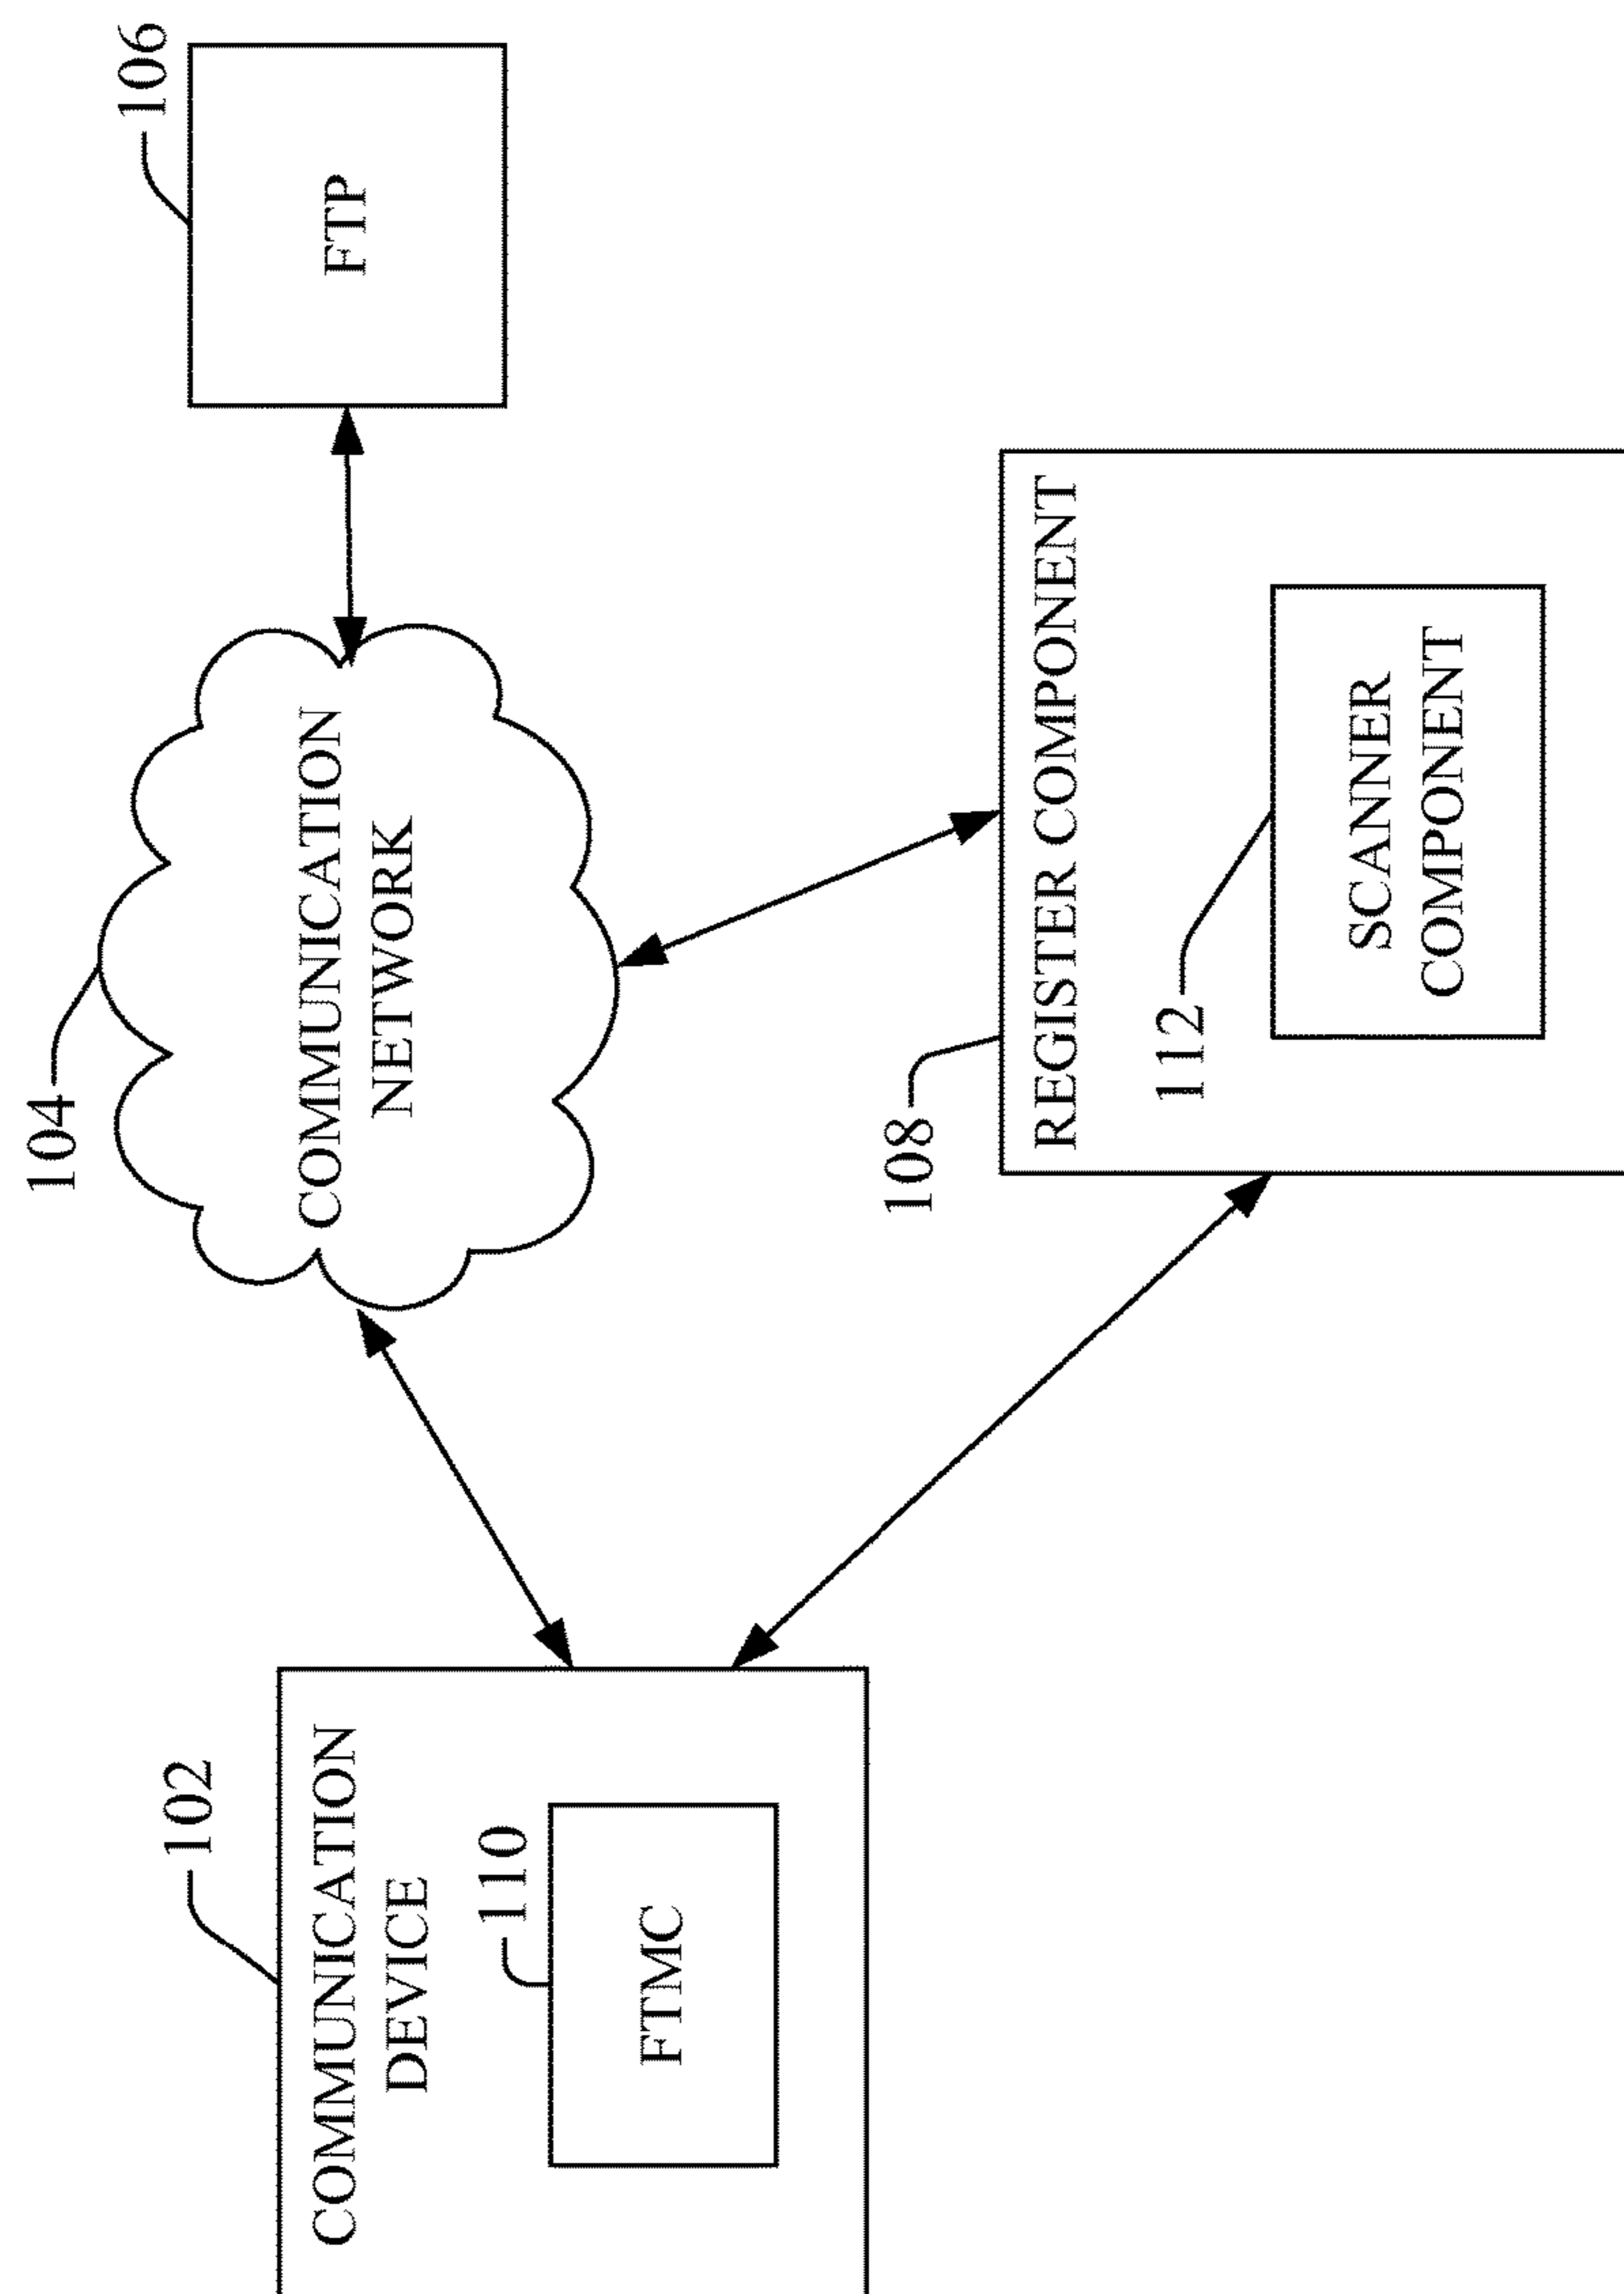 102
COMMUNICATION
DEVICE
110
FTMC
104
COMMUNICATION
NETWORK
106
FTP
108
REGISTER COMPONENT
112
SCANNER
COMPONENT